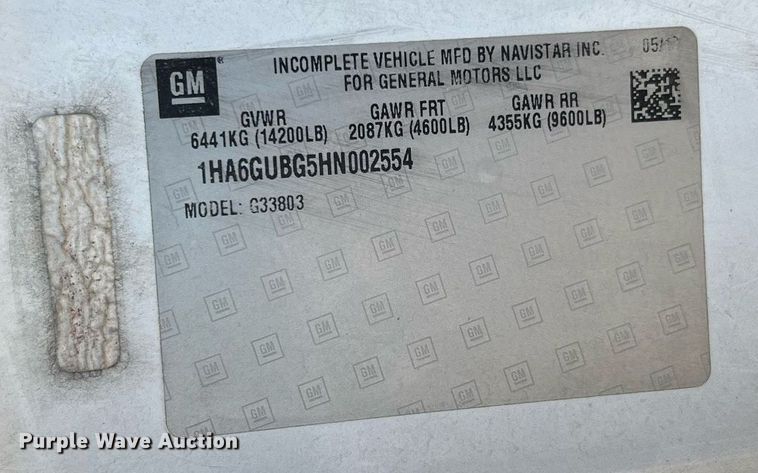 GM
INCOMPLETE VEHICLE MFD BY NAVISTAR INC.
FOR GENERAL MOTORS LLC
GVWR GAWR FRT GAWR RR
6441KG (14200LB) 2087KG (4600LB) 4355KG (9600LB)
1HA6GUBG5HN002554
MODEL: G33803
Purple Wave Auction